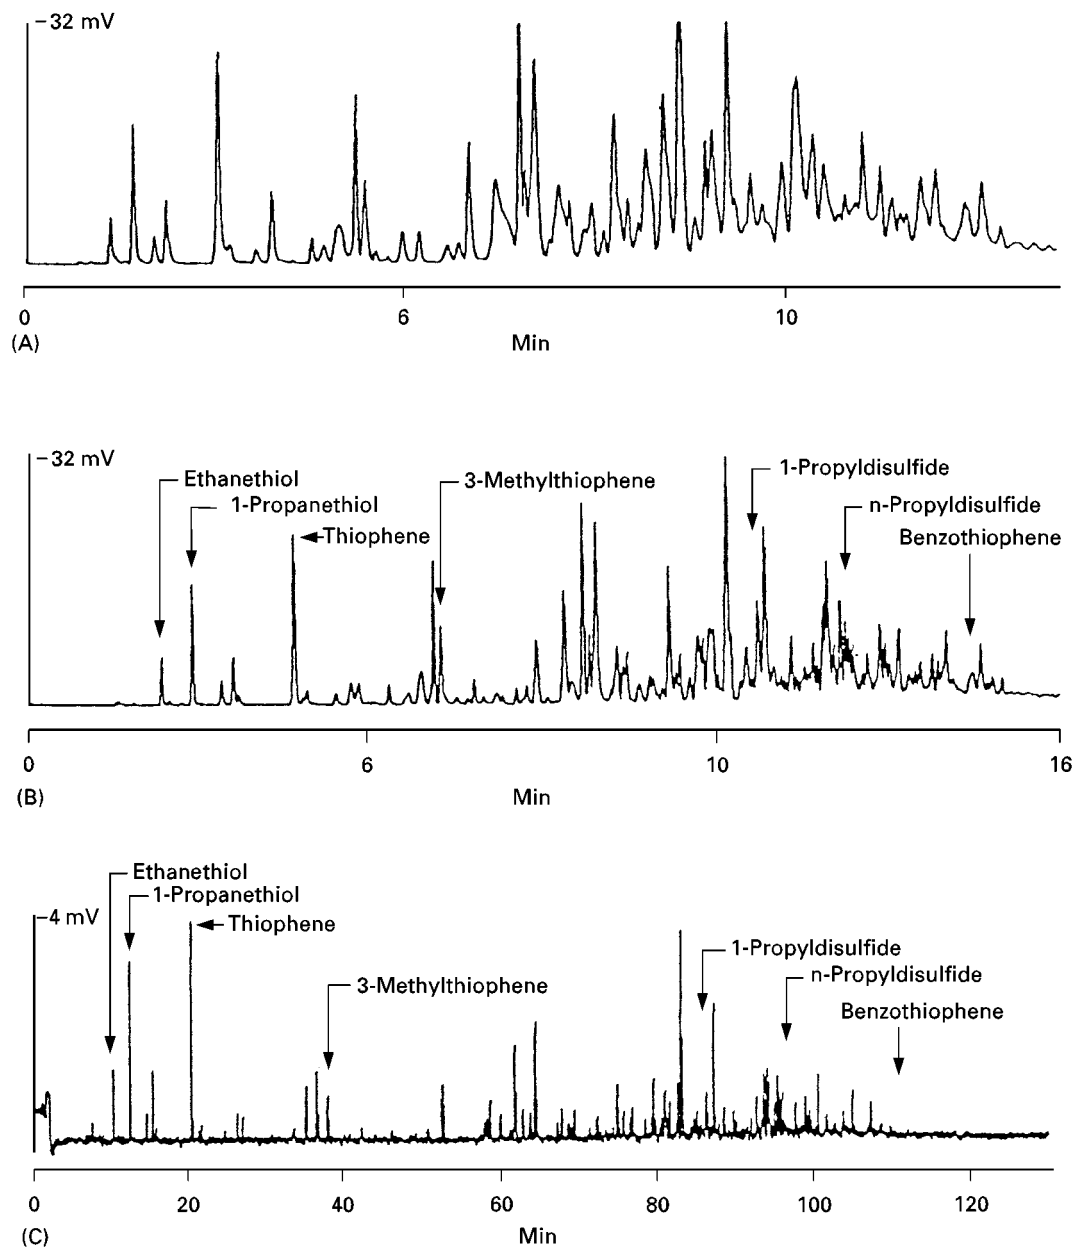 -32 mV
0 6 10
(A) Min
-32 mV
Ethanethiol
1-Propanethiol
Thiophene
3-Methylthiophene
1-Propyldisulfide
n-Propyldisulfide
Benzothiophene
0 6 10 16
(B) Min
Ethanethiol
1-Propanethiol
-4 mV
Thiophene
3-Methylthiophene
1-Propyldisulfide
n-Propyldisulfide
Benzothiophene
0 20 40 60 80 100 120
(C) Min